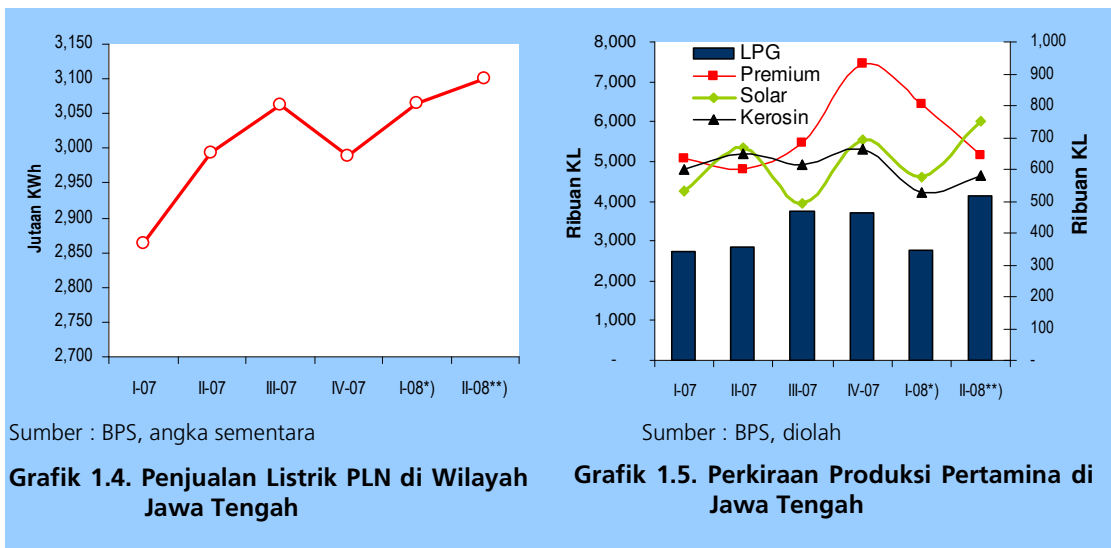 3,150
3,100
3,050
3,000
2,950
2,900
2,850
2,800
2,750
2,700
Jutaan KWh
I-07 II-07 III-07 IV-07 I-08*) II-08**)
Sumber : BPS, angka sementara
Grafik 1.4. Penjualan Listrik PLN di Wilayah
Jawa Tengah
8,000
7,000
6,000
5,000
4,000
3,000
2,000
1,000
-
Ribuan KL
LPG
Premium
Solar
Kerosin
1,000
900
800
700
600
500
400
300
200
100
-
Ribuan KL
I-07 II-07 III-07 IV-07 I-08*) II-08**)
Sumber : BPS, diolah
Grafik 1.5. Perkiraan Produksi Pertamina di
Jawa Tengah